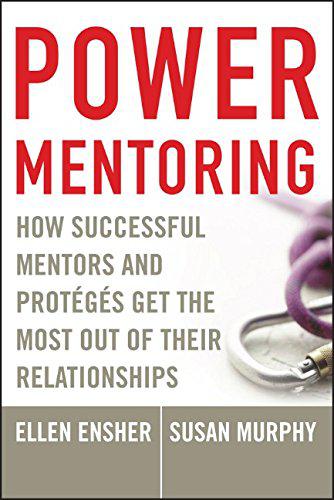 POWER
MENTORING
HOW SUCCESSFUL
MENTORS AND
PROTÉGÉS GET THE
MOST OUT OF THEIR
RELATIONSHIPS
ELLEN ENSHER
SUSAN MURPHY